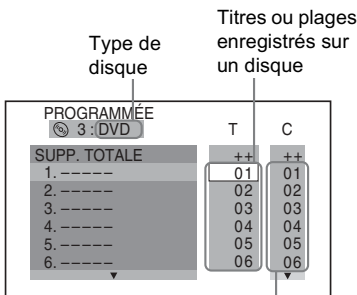 Titres ou plages
enregistrés sur
un disque
Type de
disque
PROGRAMMÉE
3 : DVD
T C
SUPP. TOTALE ++ ++
1. ––––– 01 01
2. ––––– 02 02
3. ––––– 03 03
4. ––––– 04 04
5. ––––– 05 05
6. ––––– 06 06